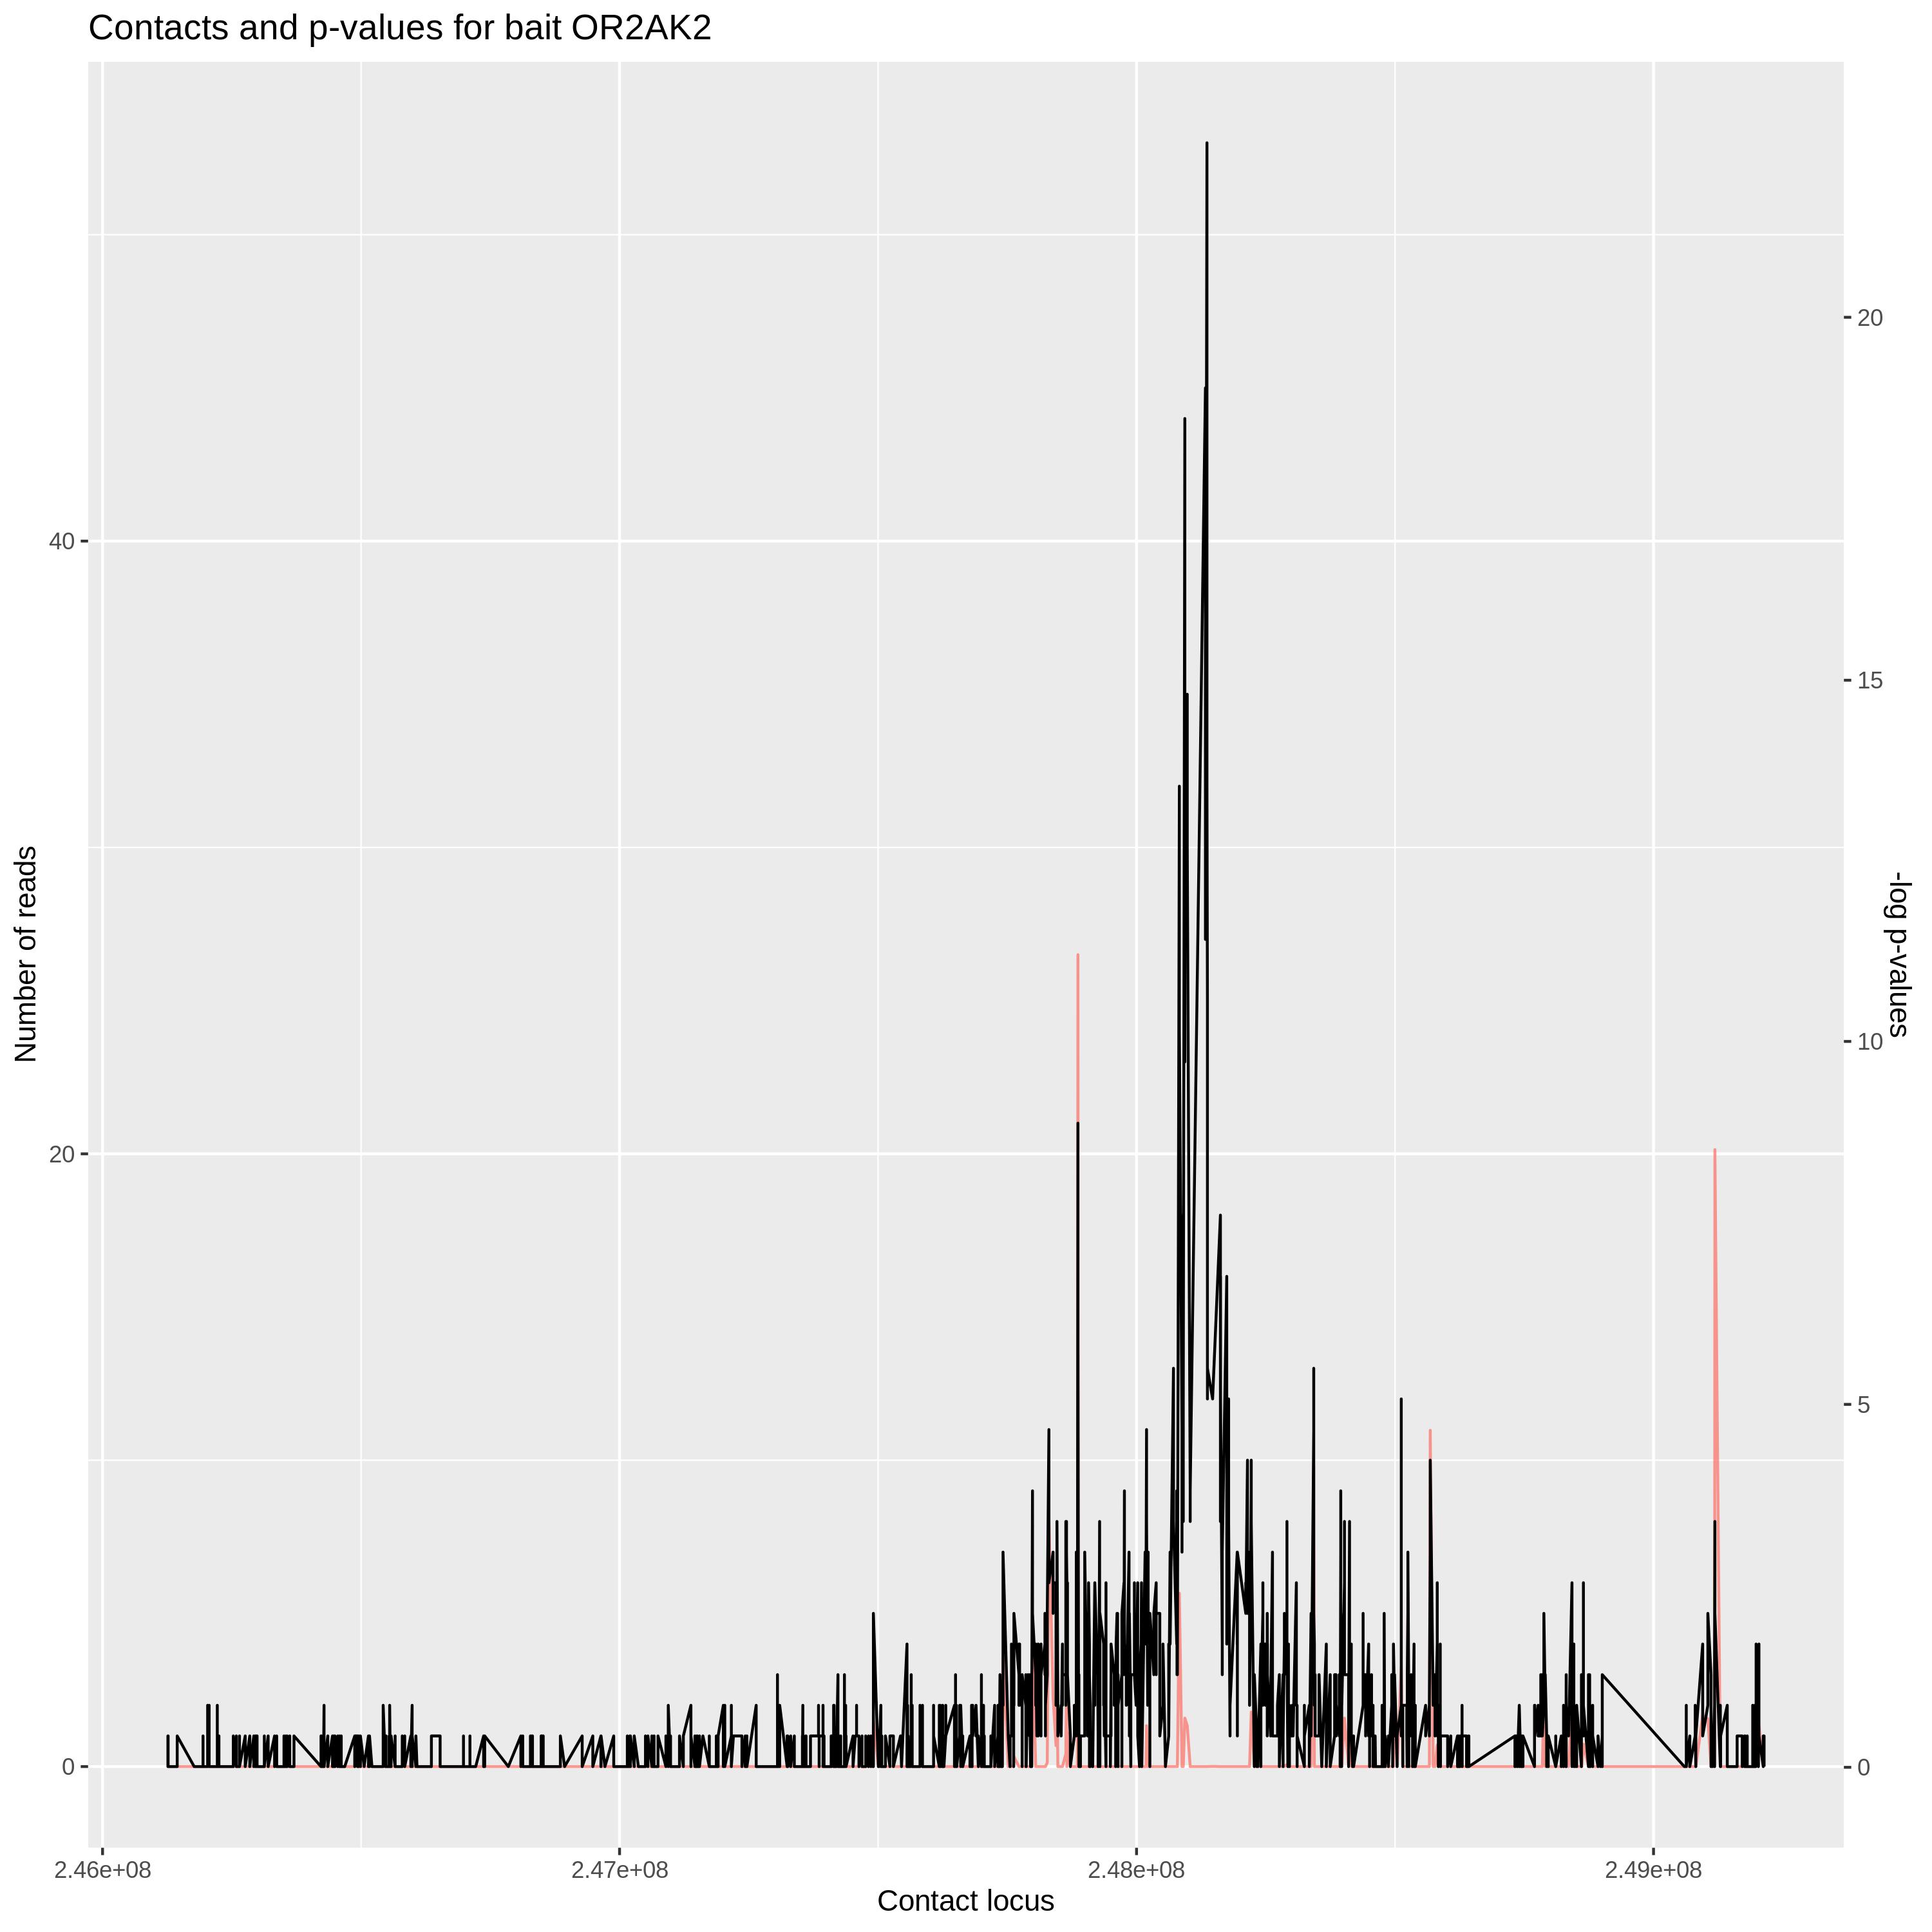 Contacts and p-values for bait OR2AK2
Number of reads
40
20
0
20
15
10
5
0
-log p-values
2.46e+08
2.47e+08
2.48e+08
2.49e+08
Contact locus